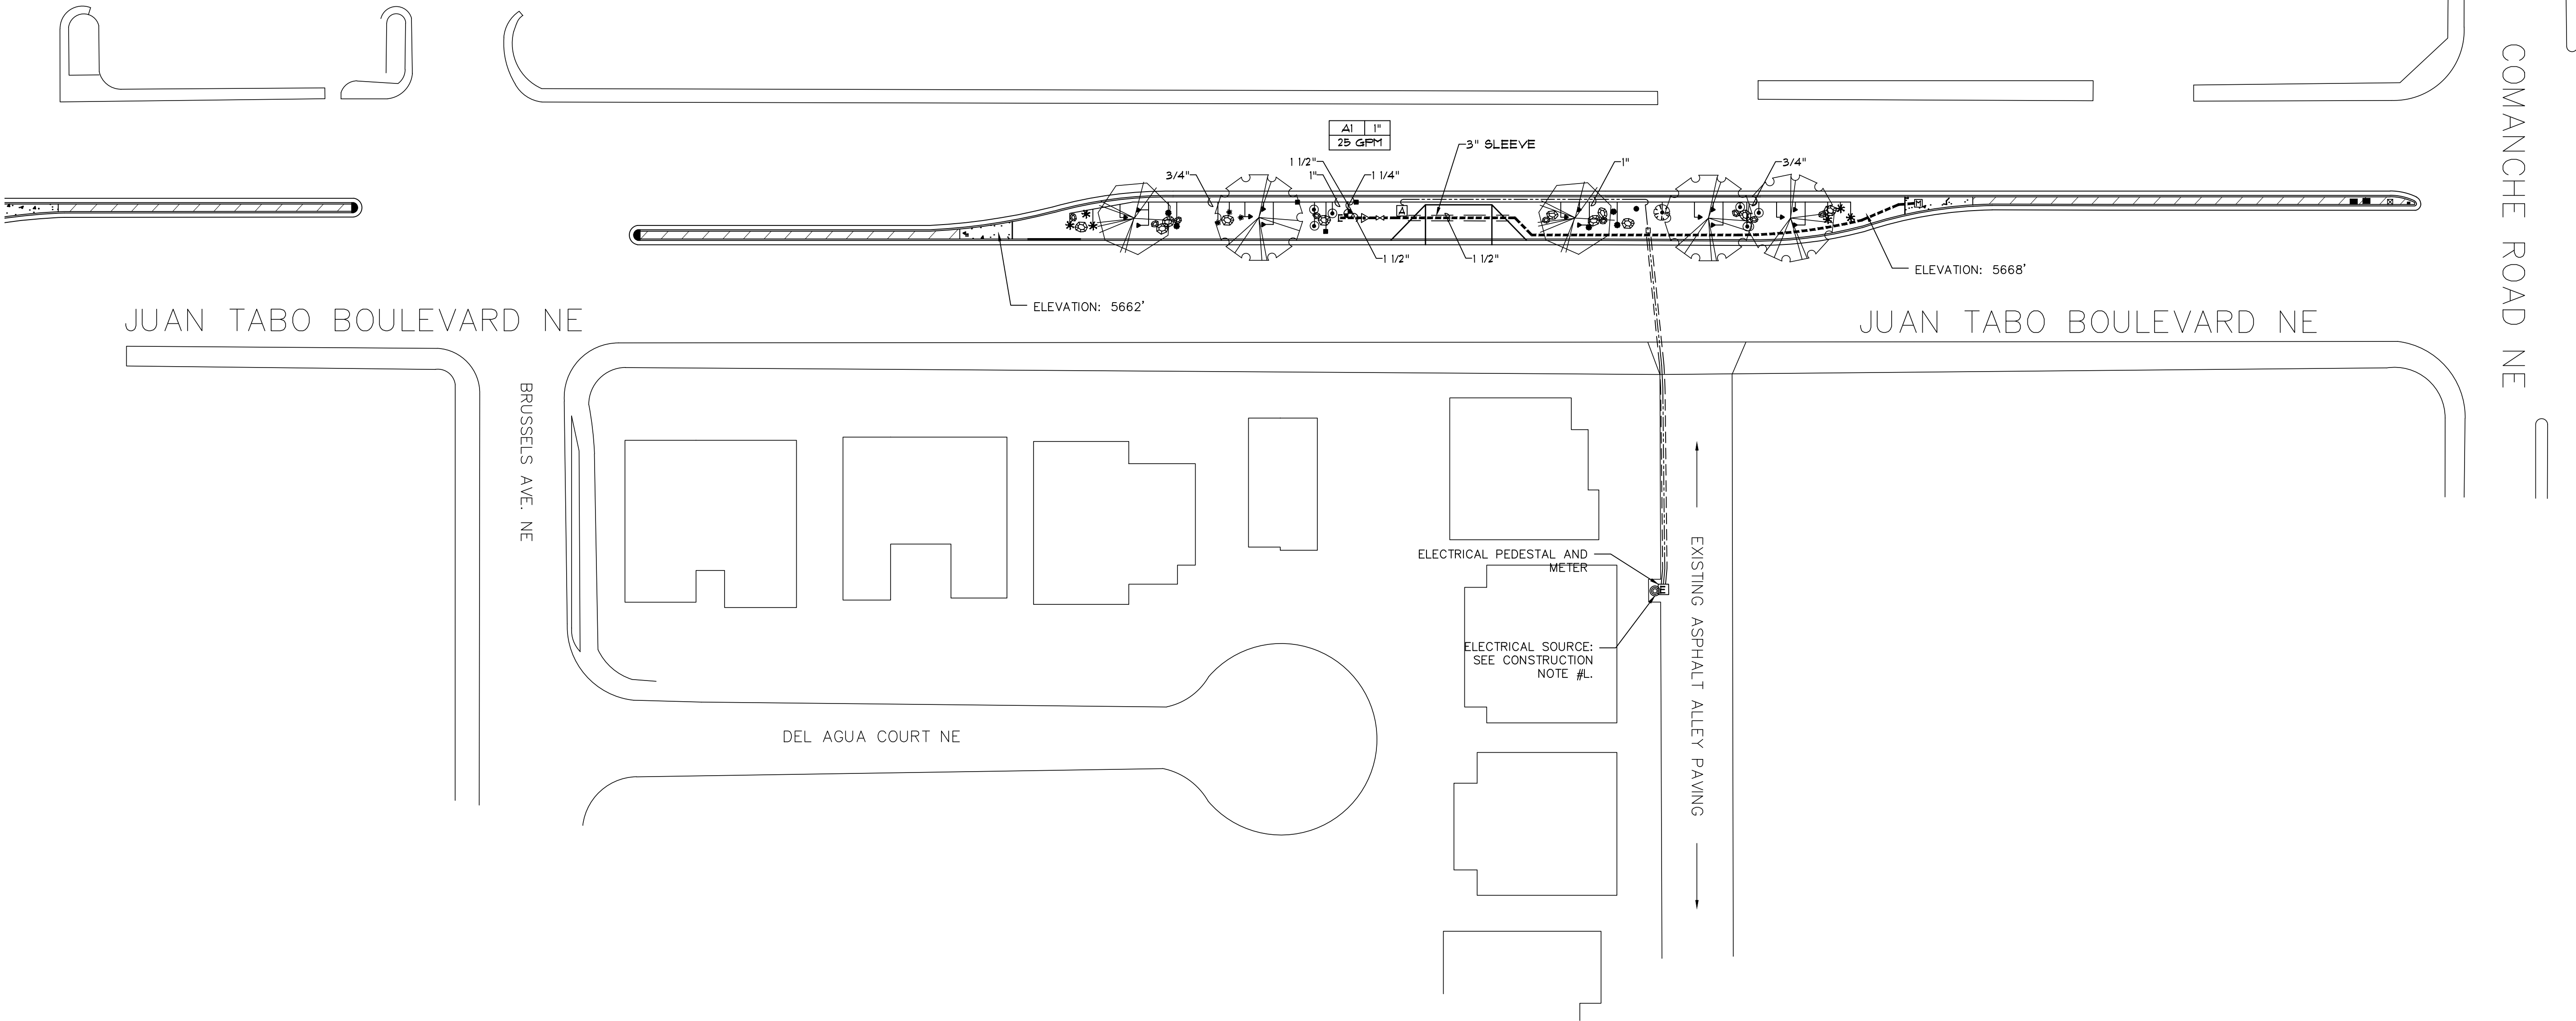 COMANCHE ROAD NE
A1 1"
25 GPM
3" SLEEVE
1 1/2"
1"
3/4"
3/4"
1"
1 1/4"
A
1 1/2"
1 1/2"
ELEVATION: 5668'
ELEVATION: 5662'
JUAN TABO BOULEVARD NE
JUAN TABO BOULEVARD NE
BRUSSELS AVE. NE
ELECTRICAL PEDESTAL AND
METER
E
EXISTING ASPHALT ALLEY PAVING
ELECTRICAL SOURCE:
SEE CONSTRUCTION
NOTE #L.
DEL AGUA COURT NE